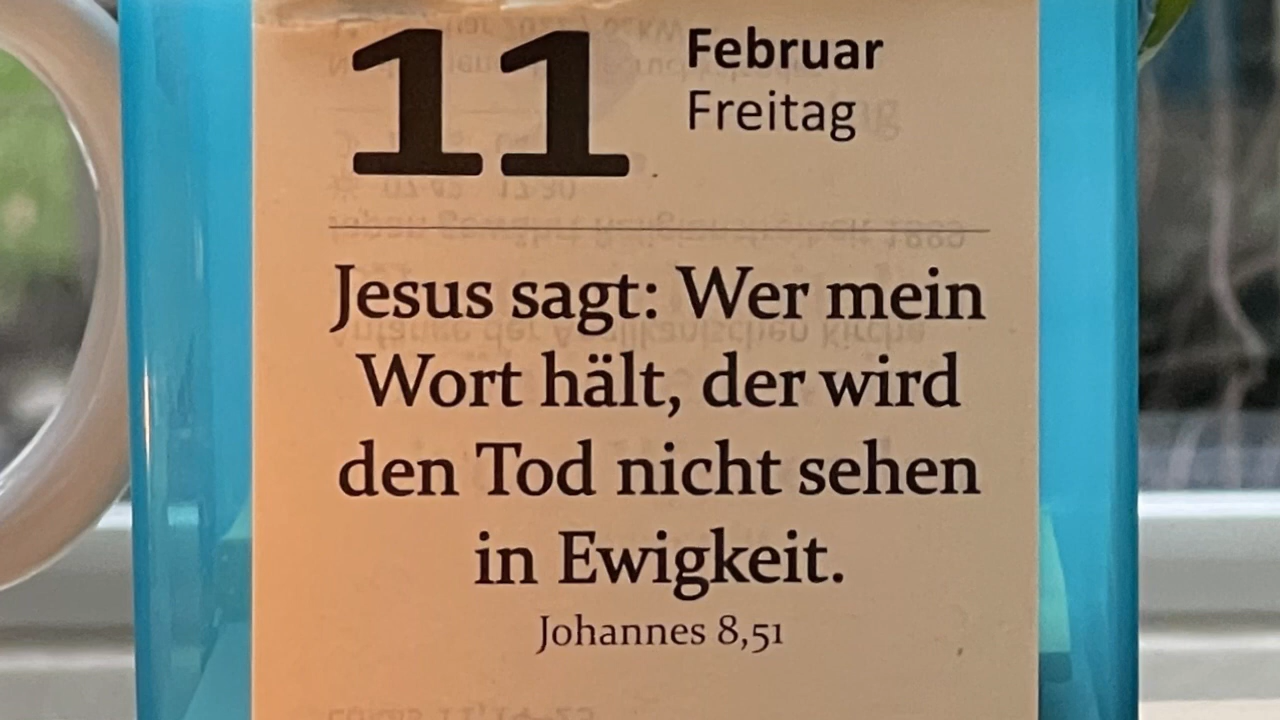 11
Februar
Freitag
Jesus sagt: Wer mein
Wort hält, der wird
den Tod nicht sehen
in Ewigkeit.
Johannes 8,51